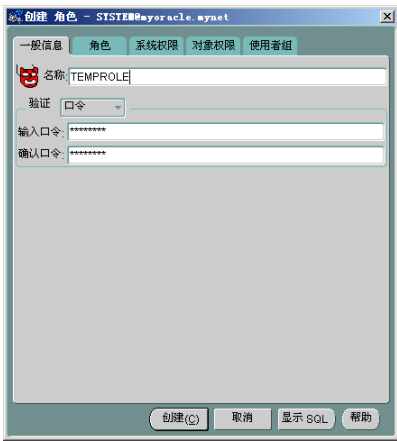 创建 角色 - SYSTEM@myoracle.mynet
一般信息 角色 系统权限 对象权限 使用者组
名称: TEMPROLE
验证 口令
输入口令: ********
确认口令: ********
创建(C) 取消 显示 SQL 帮助